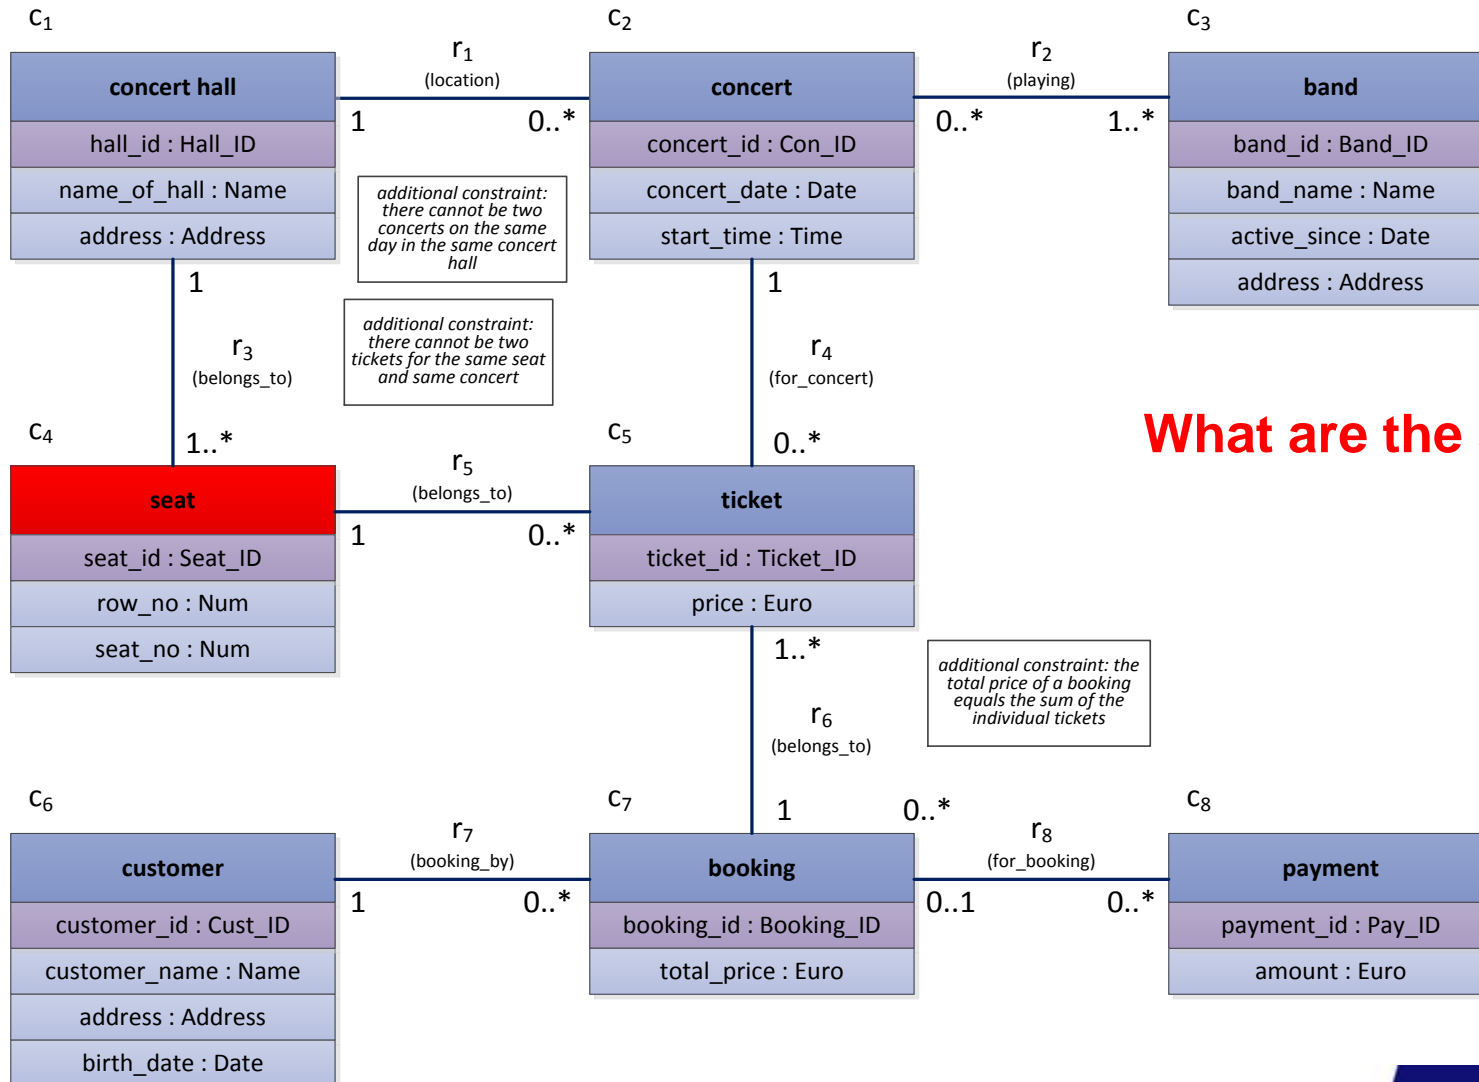 c1
c2
c3
concert hall
hall_id : Hall_ID
name_of_hall : Name
address : Address
r1
(location)
1
0..*
concert
concert_id : Con_ID
concert_date : Date
start_time : Time
r2
(playing)
0..*
1..*
band
band_id : Band_ID
band_name : Name
active_since : Date
address : Address
additional constraint:
there cannot be two
concerts on the same
day in the same concert
hall
1
r3
(belongs_to)
1..*
additional constraint:
there cannot be two
tickets for the same seat
and same concert
1
r4
(for_concert)
0..*
What are the
c4
seat
seat_id : Seat_ID
row_no : Num
seat_no : Num
r5
(belongs_to)
1
0..*
c5
ticket
ticket_id : Ticket_ID
price : Euro
1..*
r6
(belongs_to)
1
additional constraint: the
total price of a booking
equals the sum of the
individual tickets
c6
customer
customer_id : Cust_ID
customer_name : Name
address : Address
birth_date : Date
r7
(booking_by)
1
0..*
c7
booking
booking_id : Booking_ID
total_price : Euro
0..*
r8
(for_booking)
0..1
0..*
c8
payment
payment_id : Pay_ID
amount : Euro